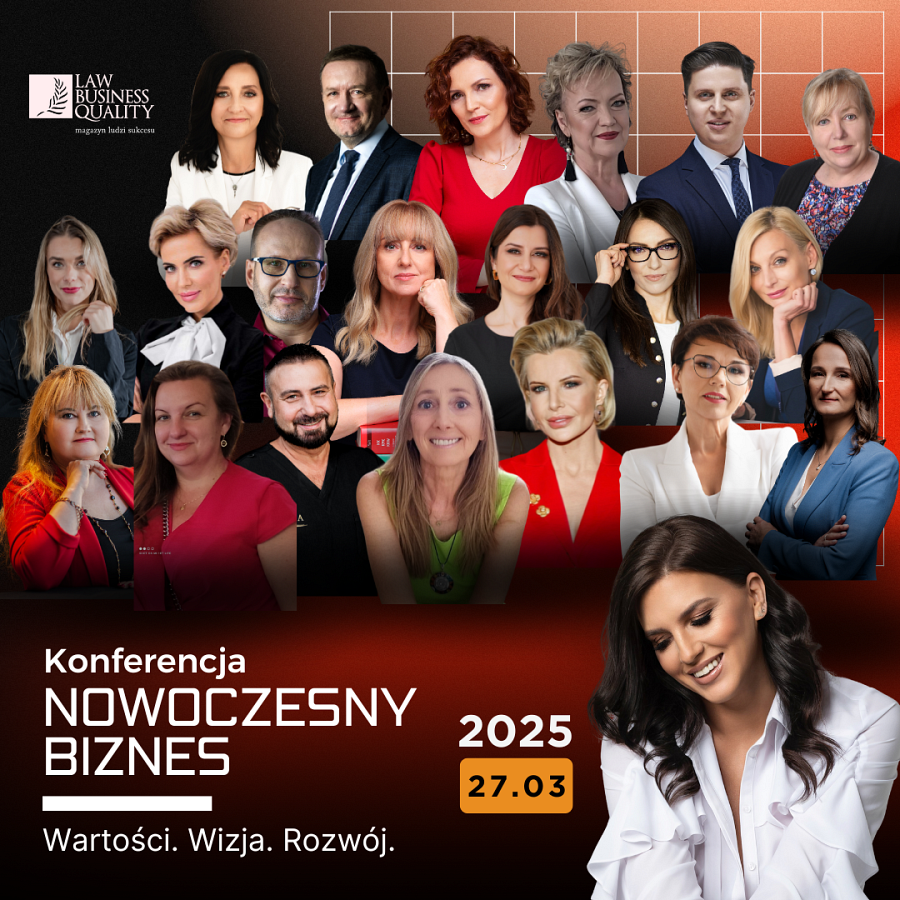 LAW
BUSINESS
QUALITY
magazyn ludzi sukcesu
Konferencja
NOWOCZESNY
BIZNES
2025
27.03
Wartości. Wizja. Rozwój.